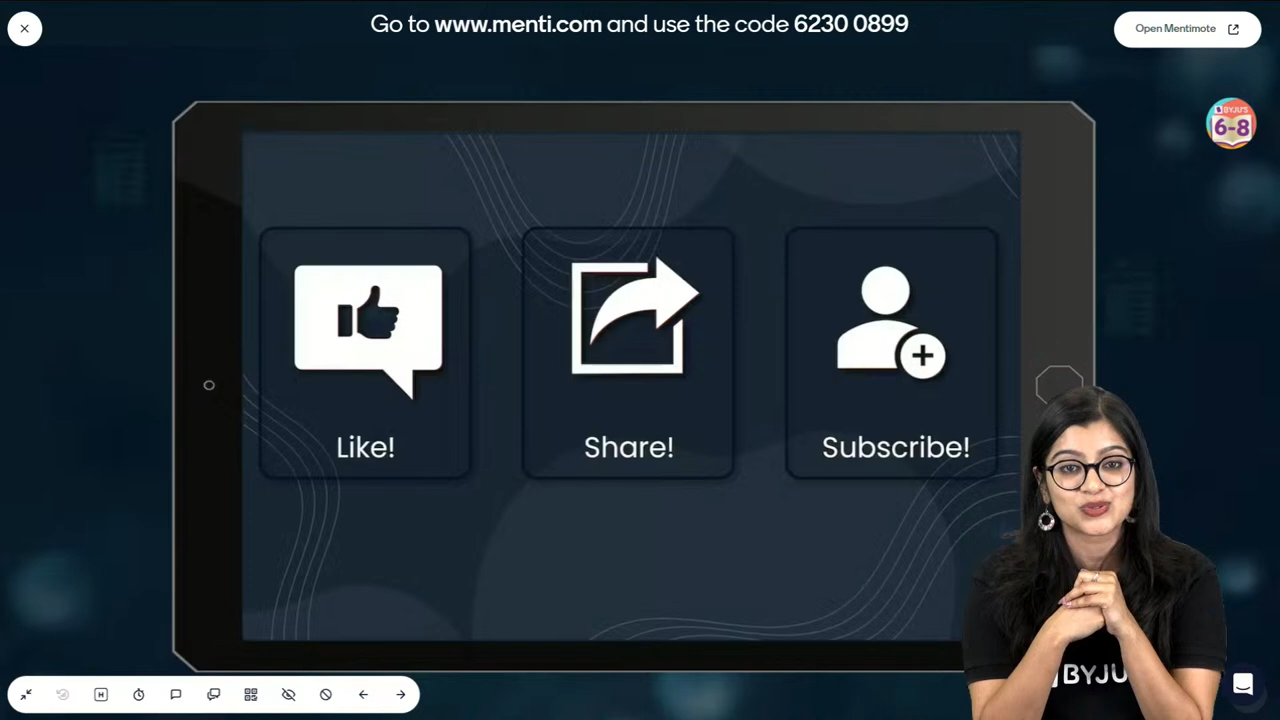 Go to www.menti.com and use the code 6230 0899
Open Mentimote
BYJU'S
6-8
Like!
Share!
Subscribe!
H
BYJU